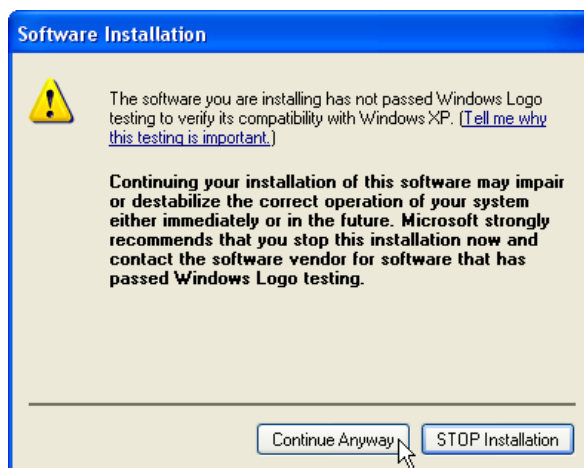 Software Installation
The software you are installing has not passed Windows Logo
testing to verify its compatibility with Windows XP. (Tell me why
this testing is important.)
Continuing your installation of this software may impair
or destabilize the correct operation of your system
either immediately or in the future. Microsoft strongly
recommends that you stop this installation now and
contact the software vendor for software that has
passed Windows Logo testing.
Continue Anyway
STOP Installation